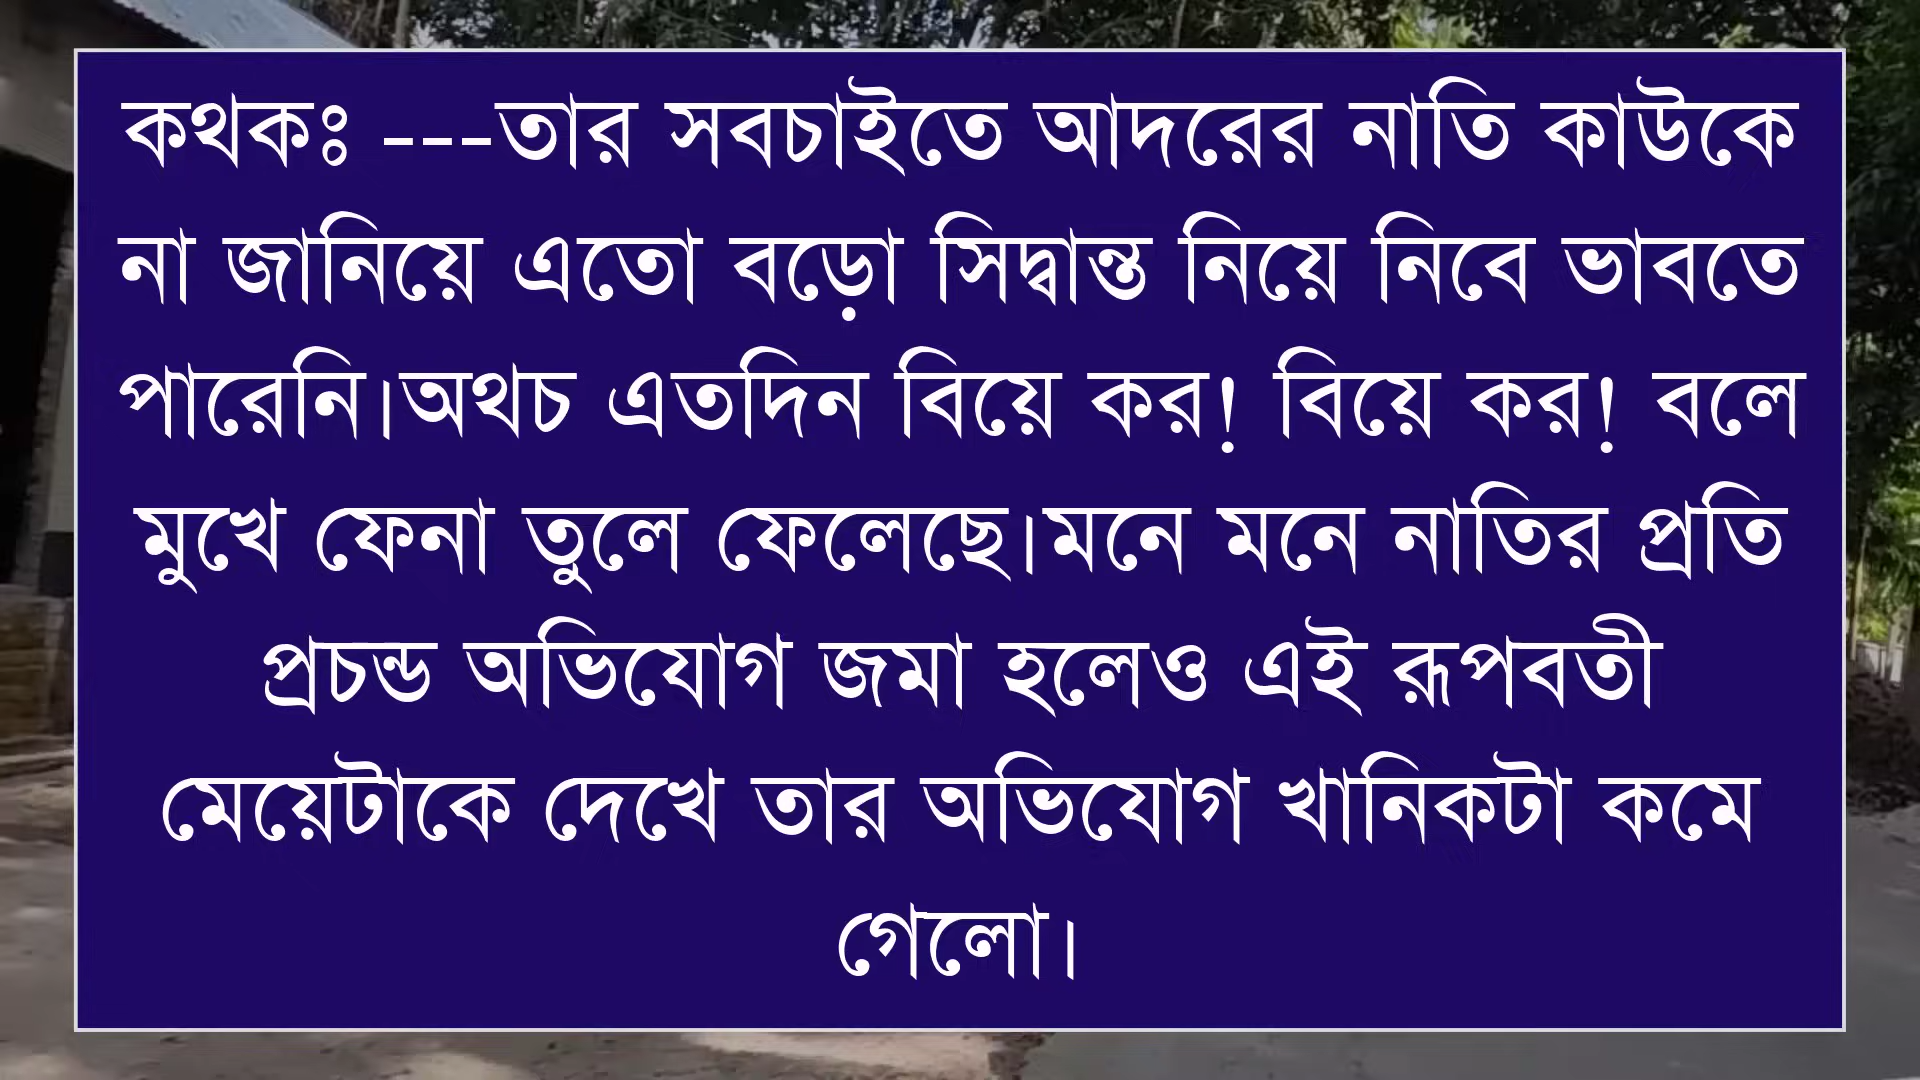 কথকঃ ---তার সবচাইতে আদরের নাতি কাউকে
না জানিয়ে এতো বড়ো সিদ্বান্ত নিয়ে নিবে ভাবতে
পারেনি।অথচ এতদিন বিয়ে কর! বিয়ে কর! বলে
মুখে ফেনা তুলে ফেলেছে।মনে মনে নাতির প্রতি
প্রচন্ড অভিযোগ জমা হলেও এই রূপবতী
মেয়েটাকে দেখে তার অভিযোগ খানিকটা কমে
গেলো।